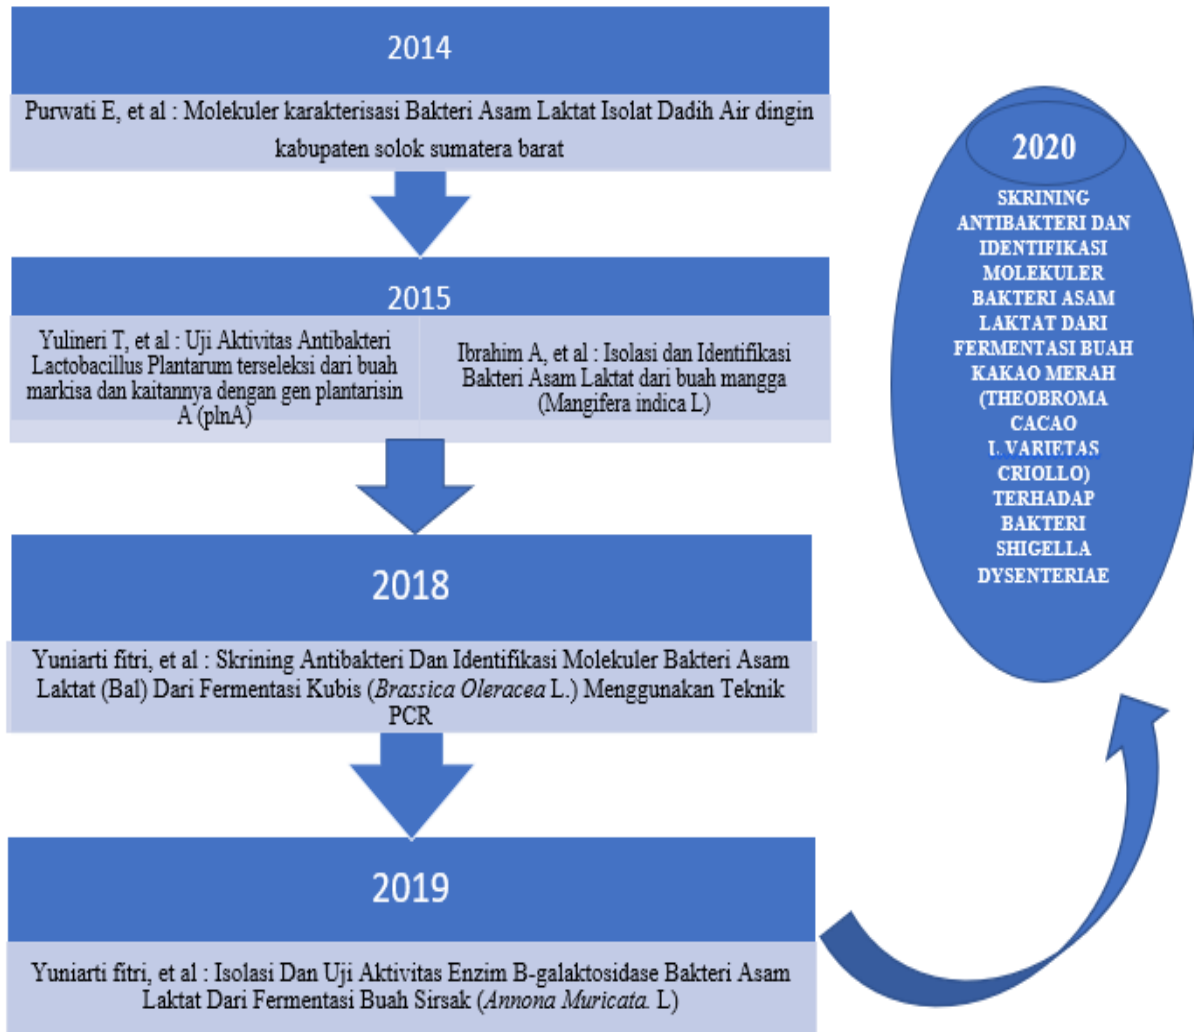 2014
Purwati E, et al : Molekuler karakterisasi Bakteri Asam Laktat Isolat Dadih Air dingin
kabupaten solok sumatera barat
2015
Yulineri T, et al : Uji Aktivitas Antibakteri
Lactobacillus Plantarum terseleksi dari buah
markisa dan kaitannya dengan gen plantarisin
A (plnA)
Ibrahim A, et al : Isolasi dan Identifikasi
Bakteri Asam Laktat dari buah mangga
(Mangifera indica L)
2018
Yuniarti fitri, et al : Skrining Antibakteri Dan Identifikasi Molekuler Bakteri Asam
Laktat (Bal) Dari Fermentasi Kubis (Brassica Oleracea L.) Menggunakan Teknik
PCR
2019
Yuniarti fitri, et al : Isolasi Dan Uji Aktivitas Enzim B-galaktosidase Bakteri Asam
Laktat Dari Fermentasi Buah Sirsak (Annona Muricata. L)
2020
SKRINING
ANTIBAKTERI DAN
IDENTIFIKASI
MOLEKULER
BAKTERI ASAM
LAKTAT DARI
FERMENTASI BUAH
KAKAO MERAH
(THEOBROMA
CACAO
L.VARIETAS
CRIOLLO)
TERHADAP
BAKTERI
SHIGELLA
DYSENTERIAE